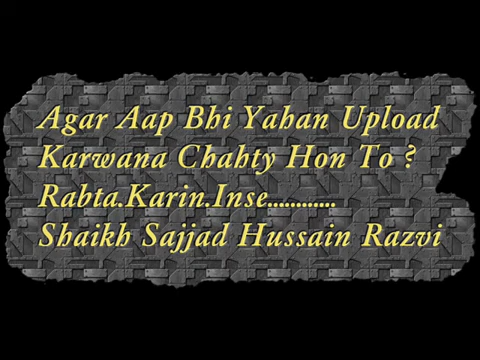 Agar Aap Bhi Yahan Upload
Karwana Chahty Hon To ?
Rabta.Karin.Inse.............
Shaikh Sajjad Hussain Razvi